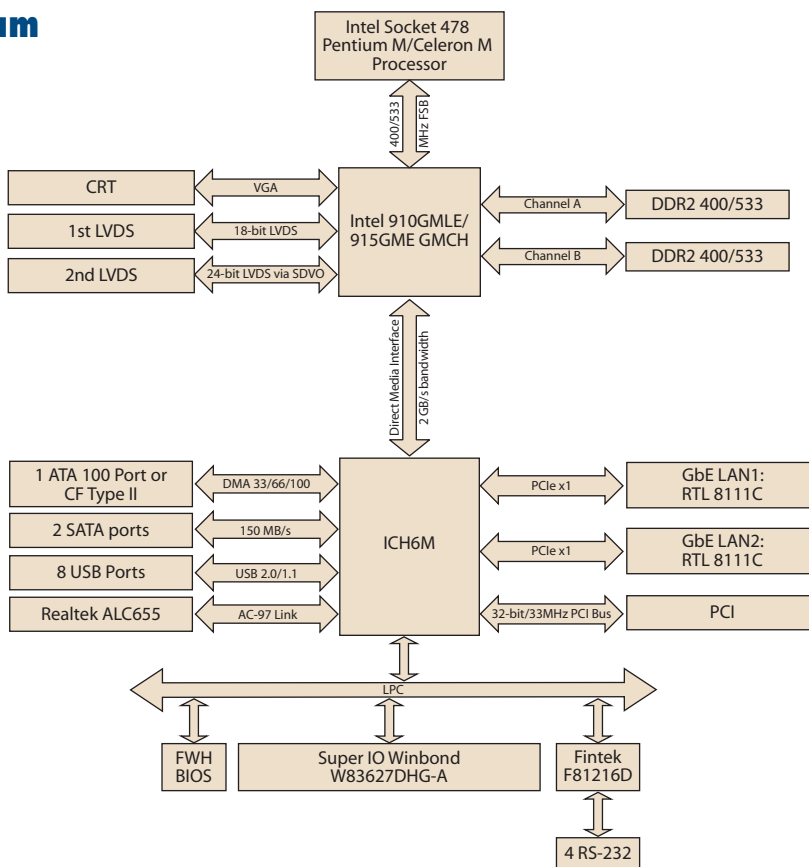 Intel Socket 478
Pentium M/Celeron M
Processor
400/533
MHz FSB
CRT
VGA
1st LVDS
18-bit LVDS
2nd LVDS
24-bit LVDS via SDVO
Intel 910GMLE/
915GME GMCH
Channel A
DDR2 400/533
Channel B
DDR2 400/533
Direct Media Interface
2 GB/s bandwidth
1 ATA 100 Port or
CF Type II
DMA 33/66/100
2 SATA ports
150 MB/s
8 USB Ports
USB 2.0/1.1
Realtek ALC655
AC-97 Link
ICH6M
PCIe x1
GbE LAN1:
RTL 8111C
PCIe x1
GbE LAN2:
RTL 8111C
32-bit/33MHz PCI Bus
PCI
LPC
FWH
BIOS
Super IO Winbond
W83627DHG-A
Fintek
F81216D
4 RS-232